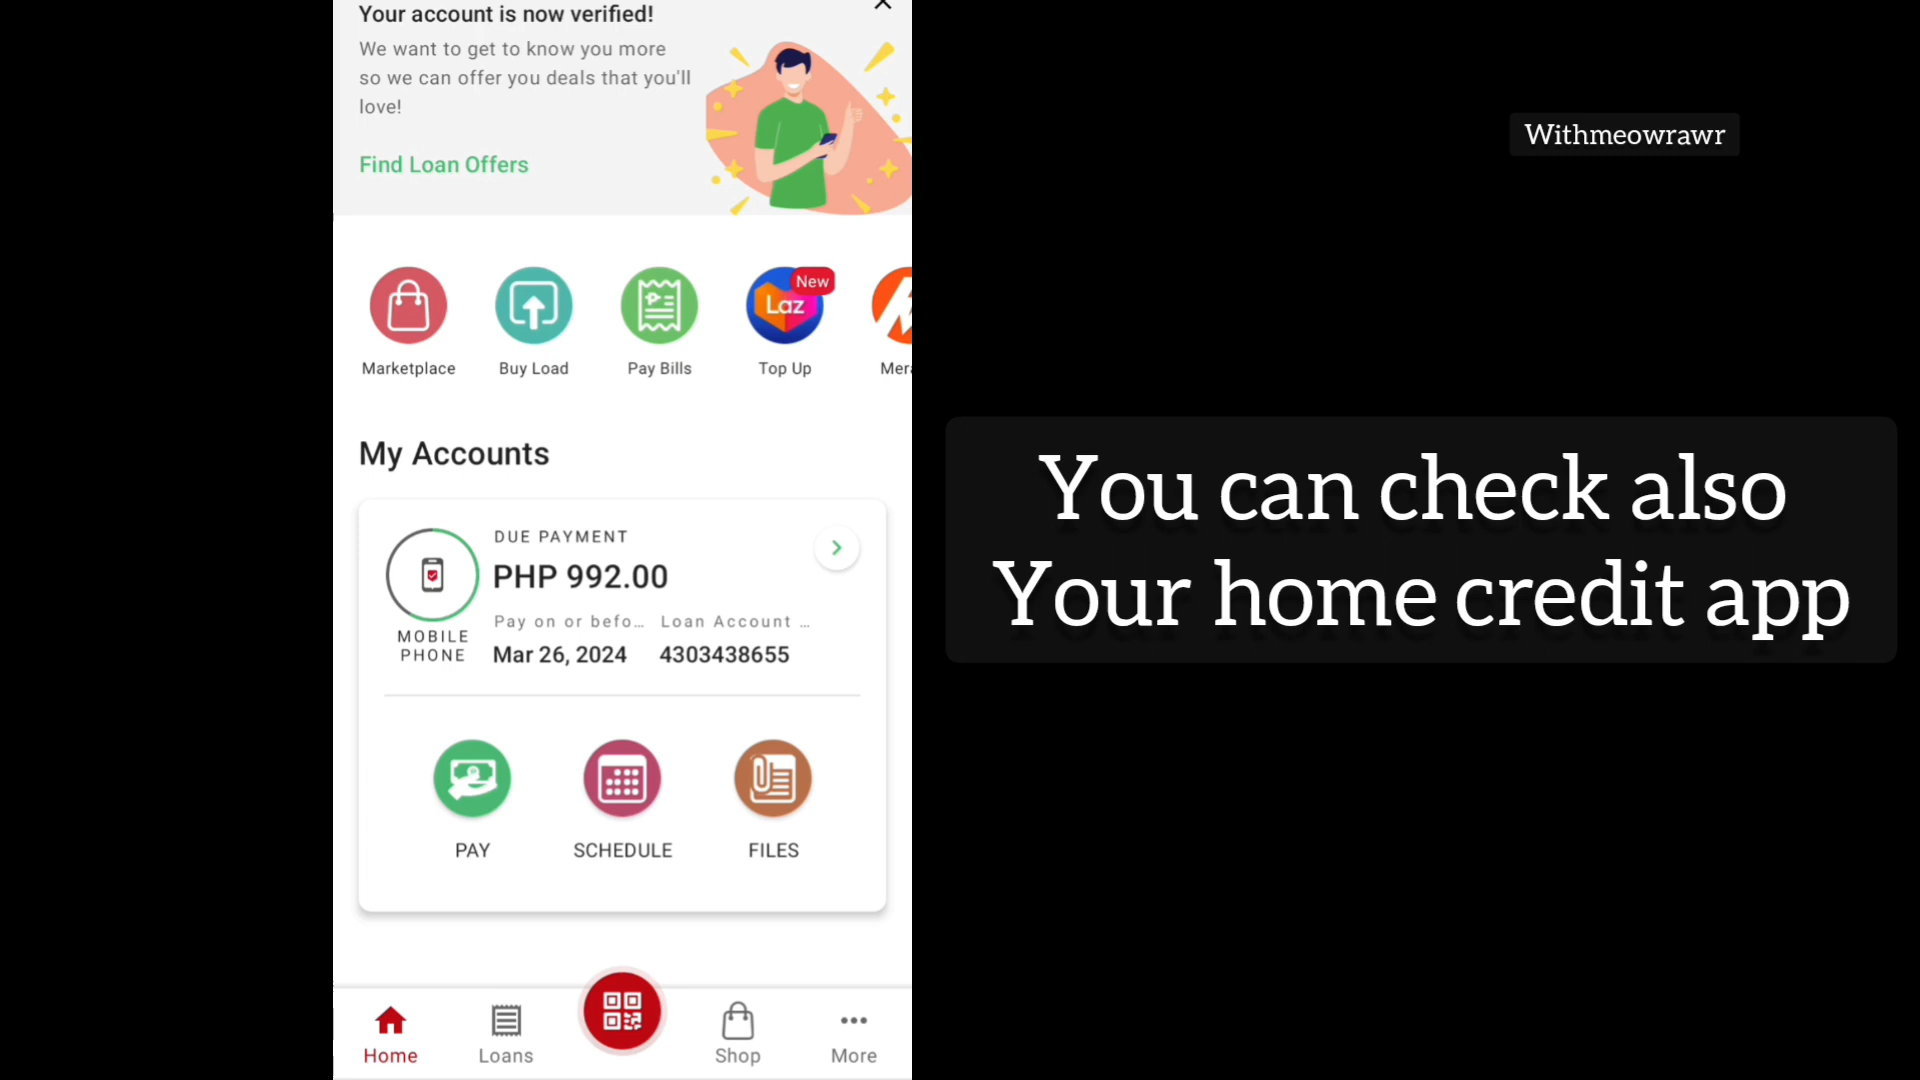 Your account is now verified!
We want to get to know you more
so we can offer you deals that you'll
love!
Find Loan Offers
Withmeowrawr
New
Laz
Marketplace
Buy Load
Pay Bills
Top Up
Mera
My Accounts
DUE PAYMENT
PHP 992.00
Pay on or befo...
Loan Account ...
MOBILE
PHONE
Mar 26, 2024
4303438655
PAY
SCHEDULE
FILES
You can check also
Your home credit app
Home
Loans
Shop
More